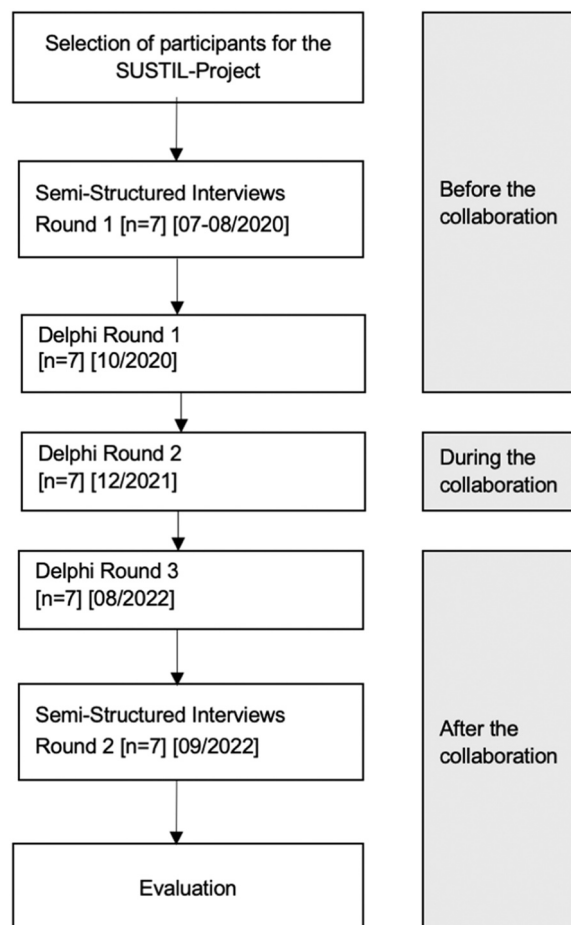 Selection of participants for the
SUSTIL-Project
Semi-Structured Interviews
Round 1 [n=7] [07-08/2020]
Before the
collaboration
Delphi Round 1
[n=7] [10/2020]
Delphi Round 2
[n=7] [12/2021]
During the
collaboration
Delphi Round 3
[n=7] [08/2022]
Semi-Structured Interviews
Round 2 [n=7] [09/2022]
After the
collaboration
Evaluation